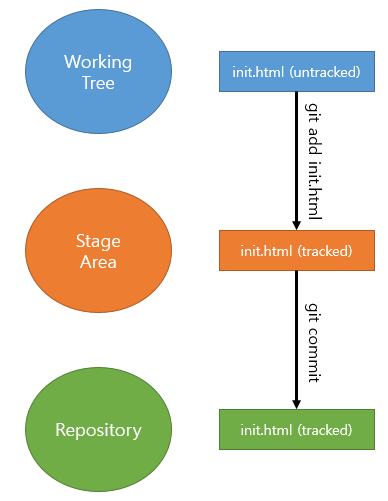 Working
Tree
init.html (untracked)
git add init.html
Stage
Area
init.html (tracked)
git commit
Repository
init.html (tracked)